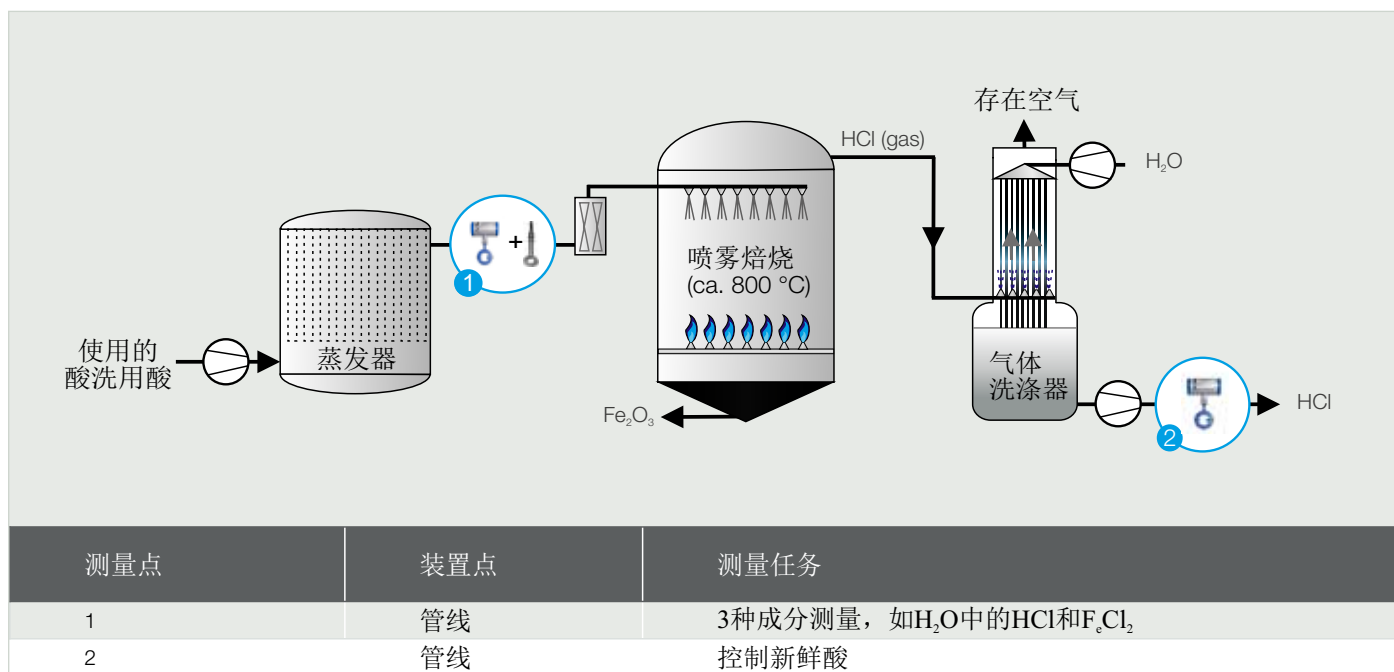 存在空气
HCl (gas)
H₂O
1
+
喷雾焙烧
(ca. 800 °C)
使用的
酸洗用酸
蒸发器
气体
洗涤器
Fe₂O₃
2
HCl
测量点 装置点 测量任务
1 管线 3种成分测量，如H₂O中的HCl和FₑCl₂
2 管线 控制新鲜酸